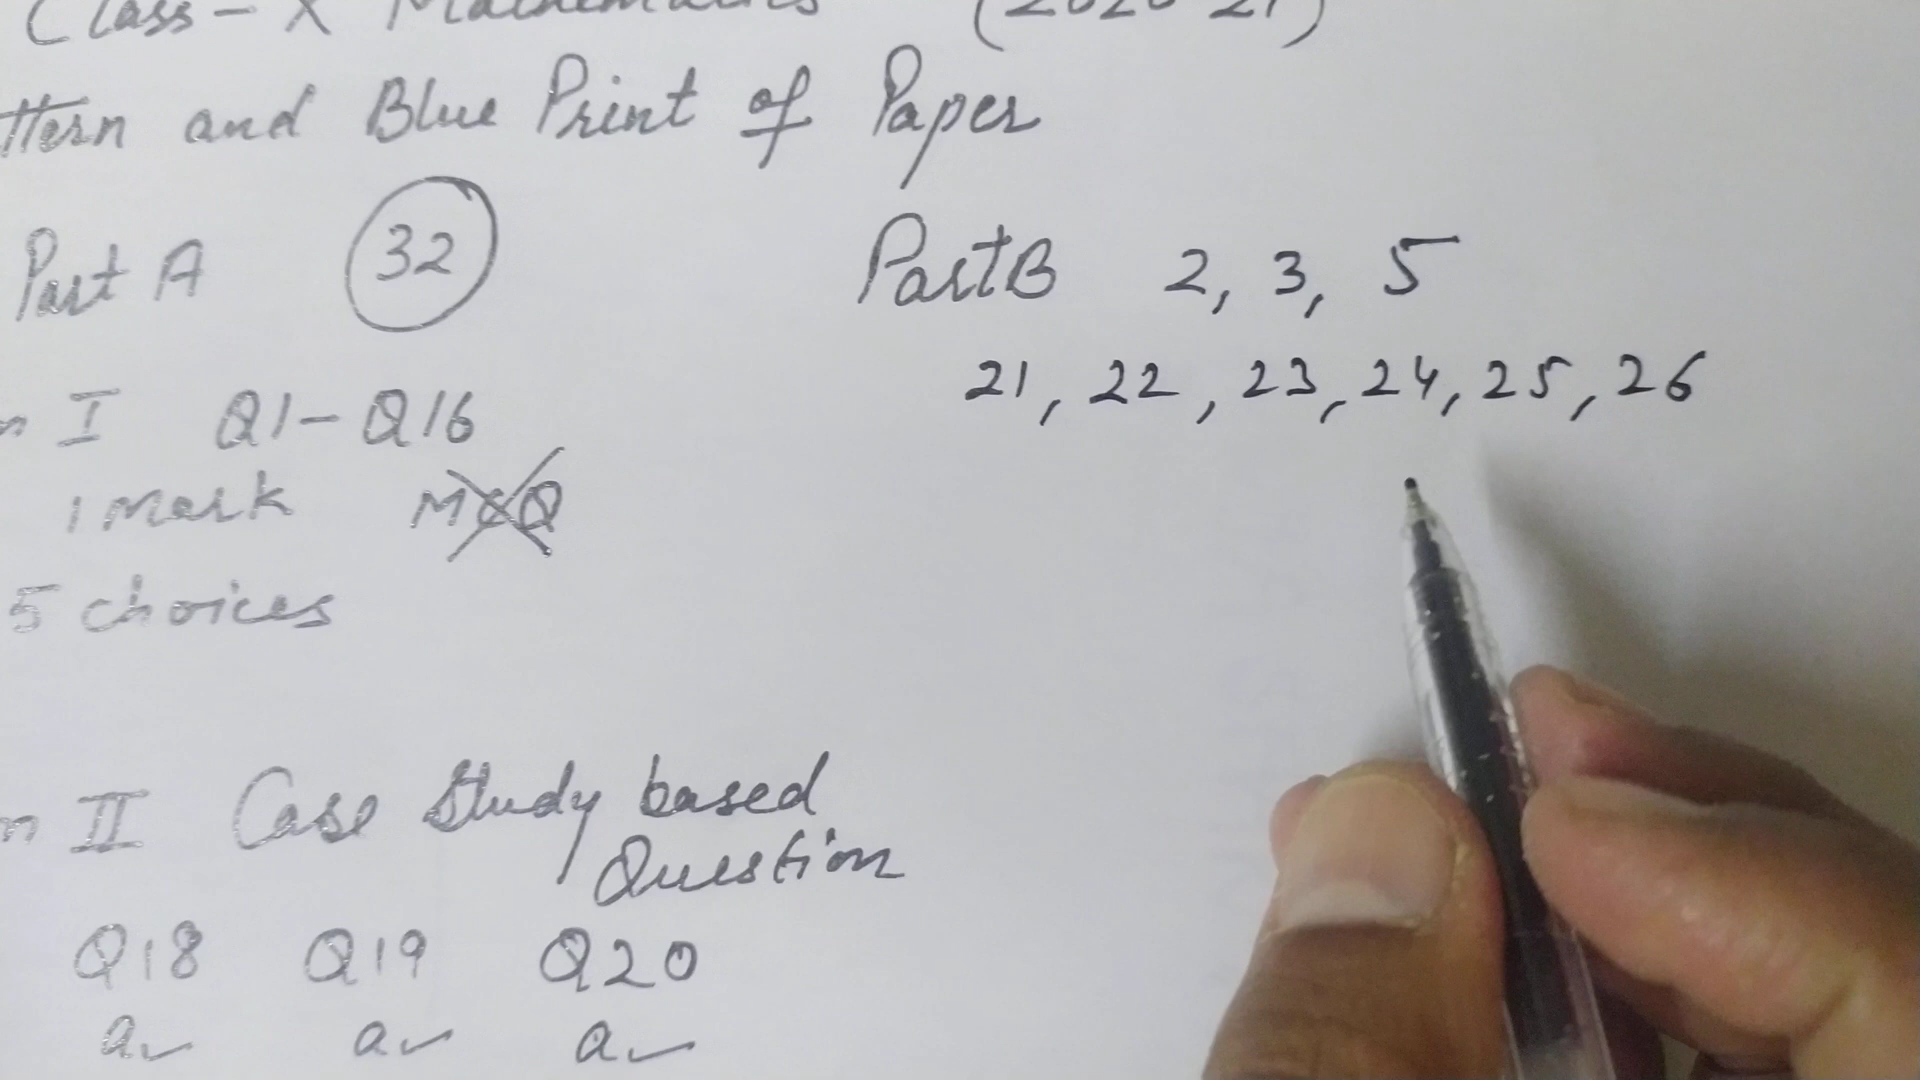 Class - X Mathematics (2020-21)
ttern and Blue Print of Paper
Part A 32
Part B 2, 3, 5
21, 22, 23, 24, 25, 26
n I Q1-Q16
1 Mark MCQ
5 choices
n II Case Study based
Question
Q18 Q19 Q20
a a a